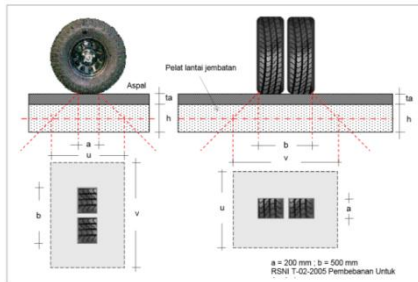 Aspal
Pelat lantai jembatan
ta
h
ta
h
a
u
b
v
b
v
u
a
a = 200 mm ; b = 500 mm
RSNI T-02-2005 Pembebanan Untuk